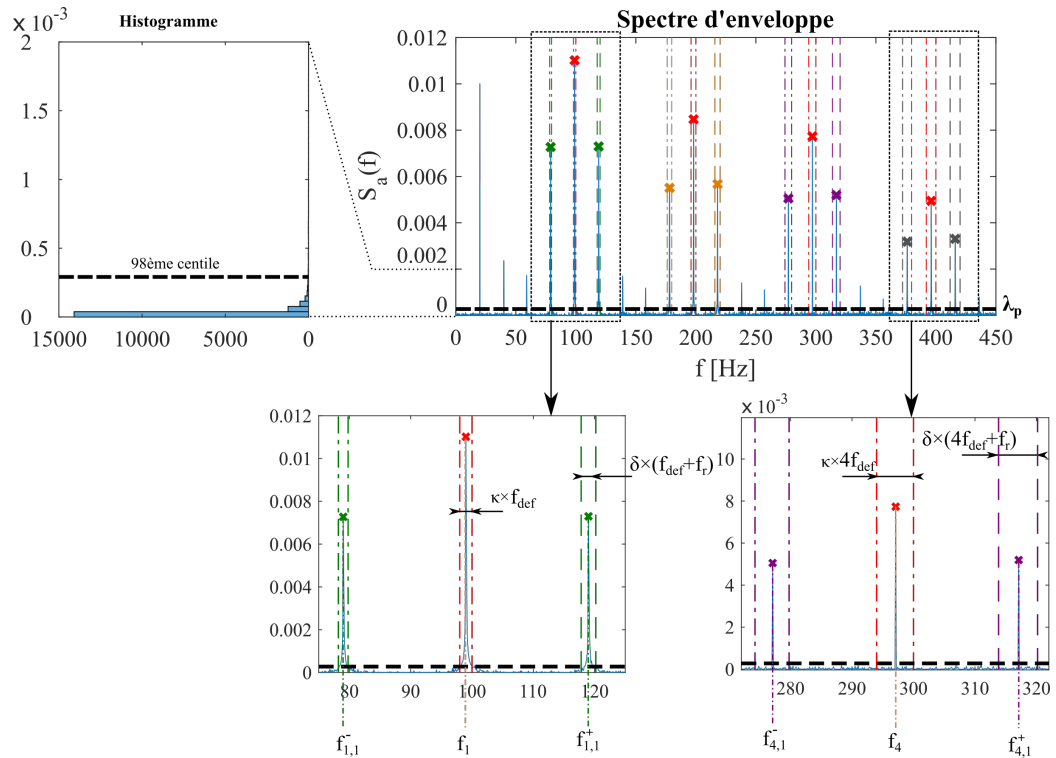 Histogramme
× 10⁻³
2
1.5
1
0.5
0
98ème centile
15000 10000 5000 0
Spectre d'enveloppe
S_a(f)
0.012
0.01
0.008
0.006
0.004
0.002
0
λ_p
0 50 100 150 200 250 300 350 400 450
f [Hz]
0.012
0.01
0.008
0.006
0.004
0.002
0
δ×(f_def+f_r)
κ×f_def
80 90 100 110 120
f⁻_1,1 f_1 f⁺_1,1
× 10⁻³
10
8
6
4
2
0
δ×(4f_def+f_r)
κ×4f_def
280 290 300 310 320
f⁻_4,1 f_4 f⁺_4,1